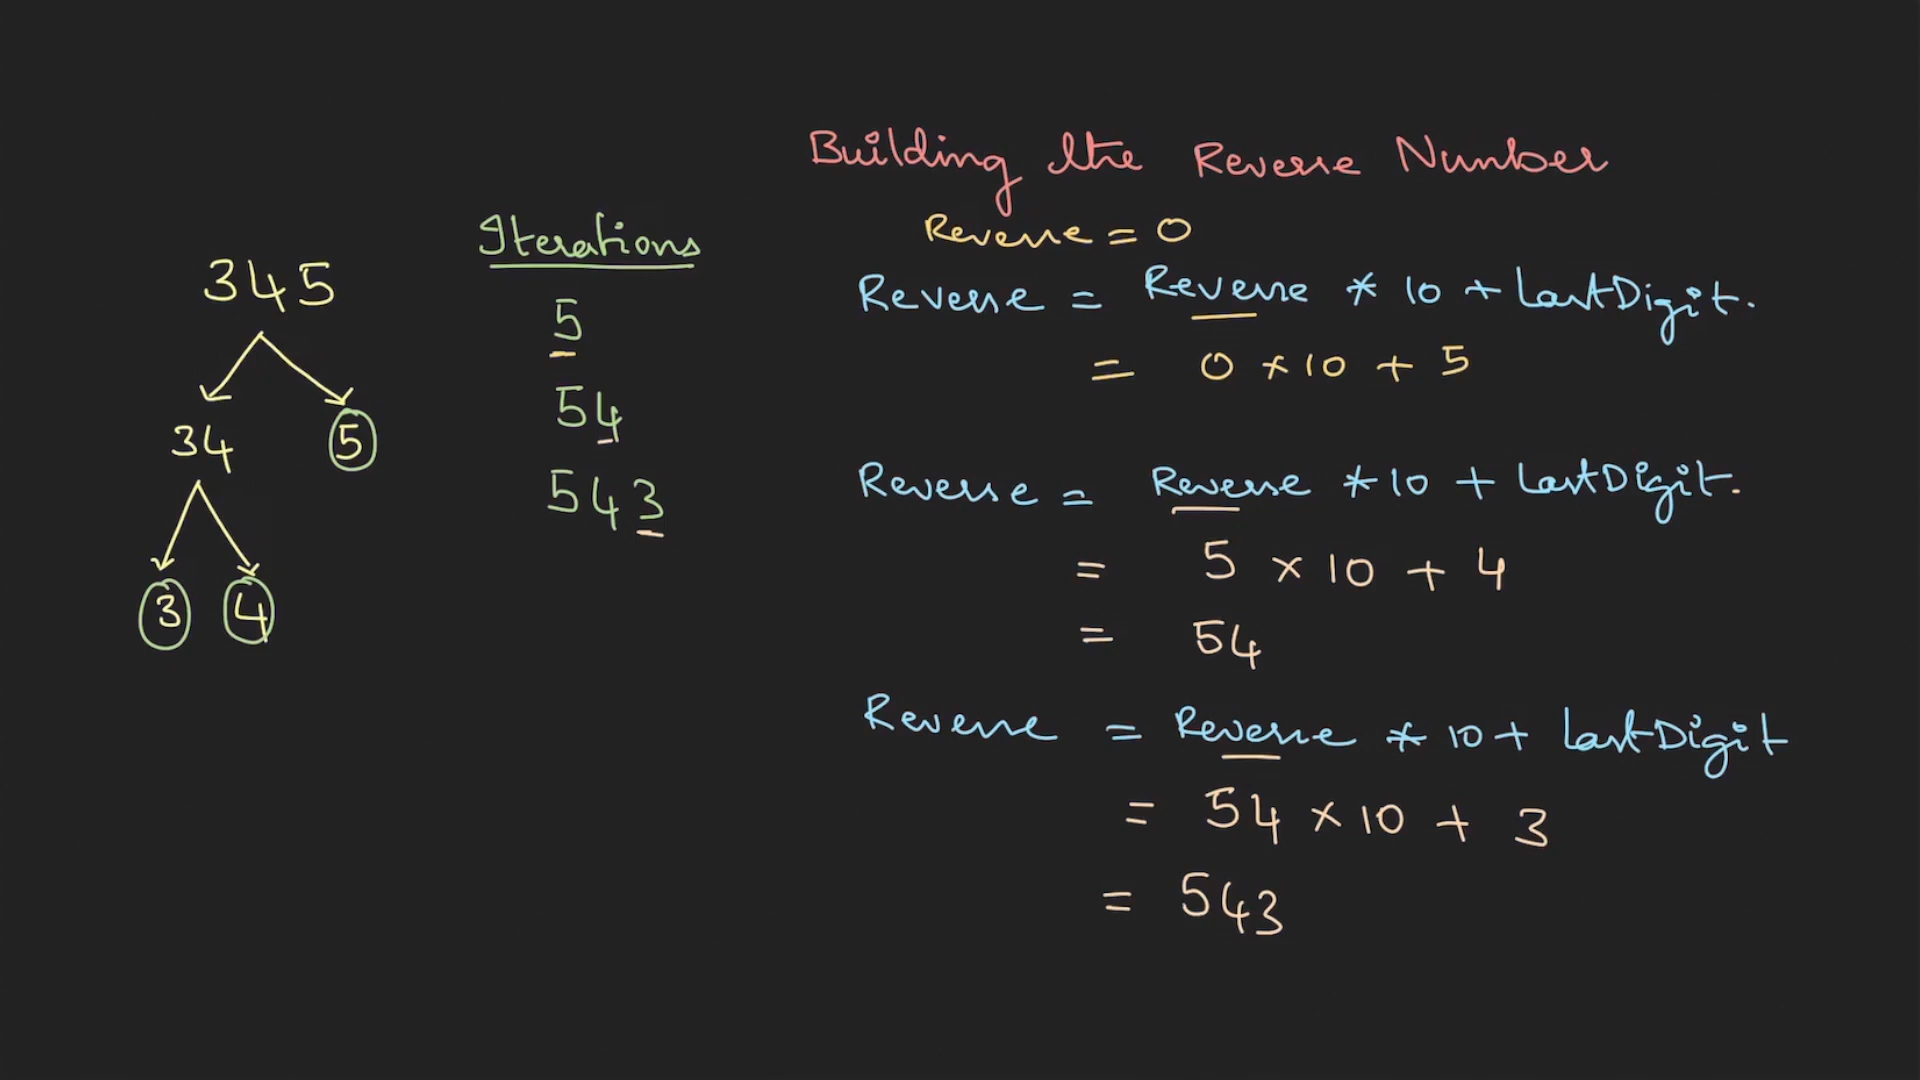 345
34 5
3 4
Iterations
5
54
543
Building the Reverse Number
Reverse = 0
Reverse = Reverse * 10 + LastDigit.
= 0 * 10 + 5
Reverse = Reverse * 10 + LastDigit.
= 5 × 10 + 4
= 54
Reverse = Reverse * 10 + LastDigit
= 54 × 10 + 3
= 543